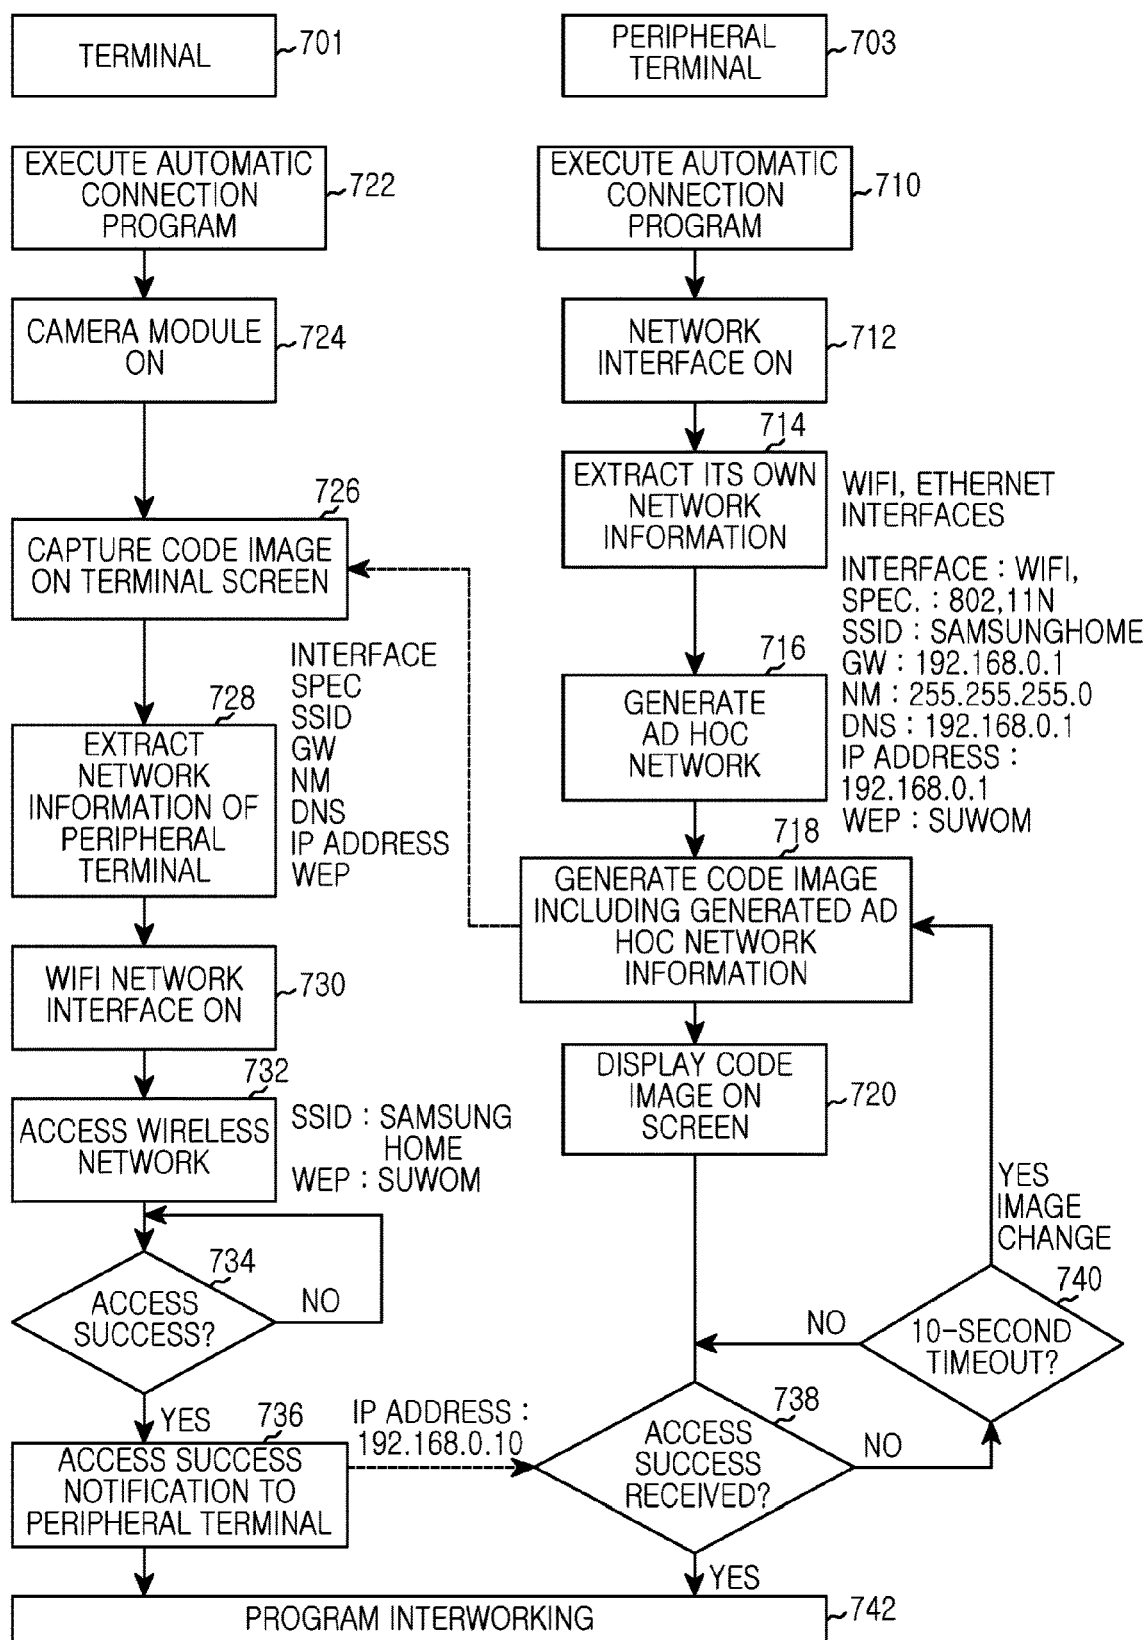 TERMINAL
701
PERIPHERAL
TERMINAL
703
EXECUTE AUTOMATIC
CONNECTION
PROGRAM
722
EXECUTE AUTOMATIC
CONNECTION
PROGRAM
710
CAMERA MODULE
ON
724
NETWORK
INTERFACE ON
712
714
EXTRACT ITS OWN
NETWORK
INFORMATION
WIFI, ETHERNET
INTERFACES
726
CAPTURE CODE IMAGE
ON TERMINAL SCREEN
INTERFACE : WIFI,
SPEC. : 802,11N
SSID : SAMSUNGHOME
GW : 192.168.0.1
NM : 255.255.255.0
DNS : 192.168.0.1
IP ADDRESS :
192.168.0.1
WEP : SUWOM
716
GENERATE
AD HOC
NETWORK
INTERFACE
SPEC
SSID
GW
NM
DNS
IP ADDRESS
WEP
728
EXTRACT
NETWORK
INFORMATION OF
PERIPHERAL
TERMINAL
718
GENERATE CODE IMAGE
INCLUDING GENERATED AD
HOC NETWORK
INFORMATION
WIFI NETWORK
INTERFACE ON
730
DISPLAY CODE
IMAGE ON
SCREEN
720
732
ACCESS WIRELESS
NETWORK
SSID : SAMSUNG
HOME
WEP : SUWOM
YES
IMAGE
CHANGE
734
ACCESS
SUCCESS?
NO
740
10-SECOND
TIMEOUT?
NO
YES
736
ACCESS SUCCESS
NOTIFICATION TO
PERIPHERAL TERMINAL
IP ADDRESS :
192.168.0.10
738
ACCESS
SUCCESS
RECEIVED?
NO
YES
PROGRAM INTERWORKING
742